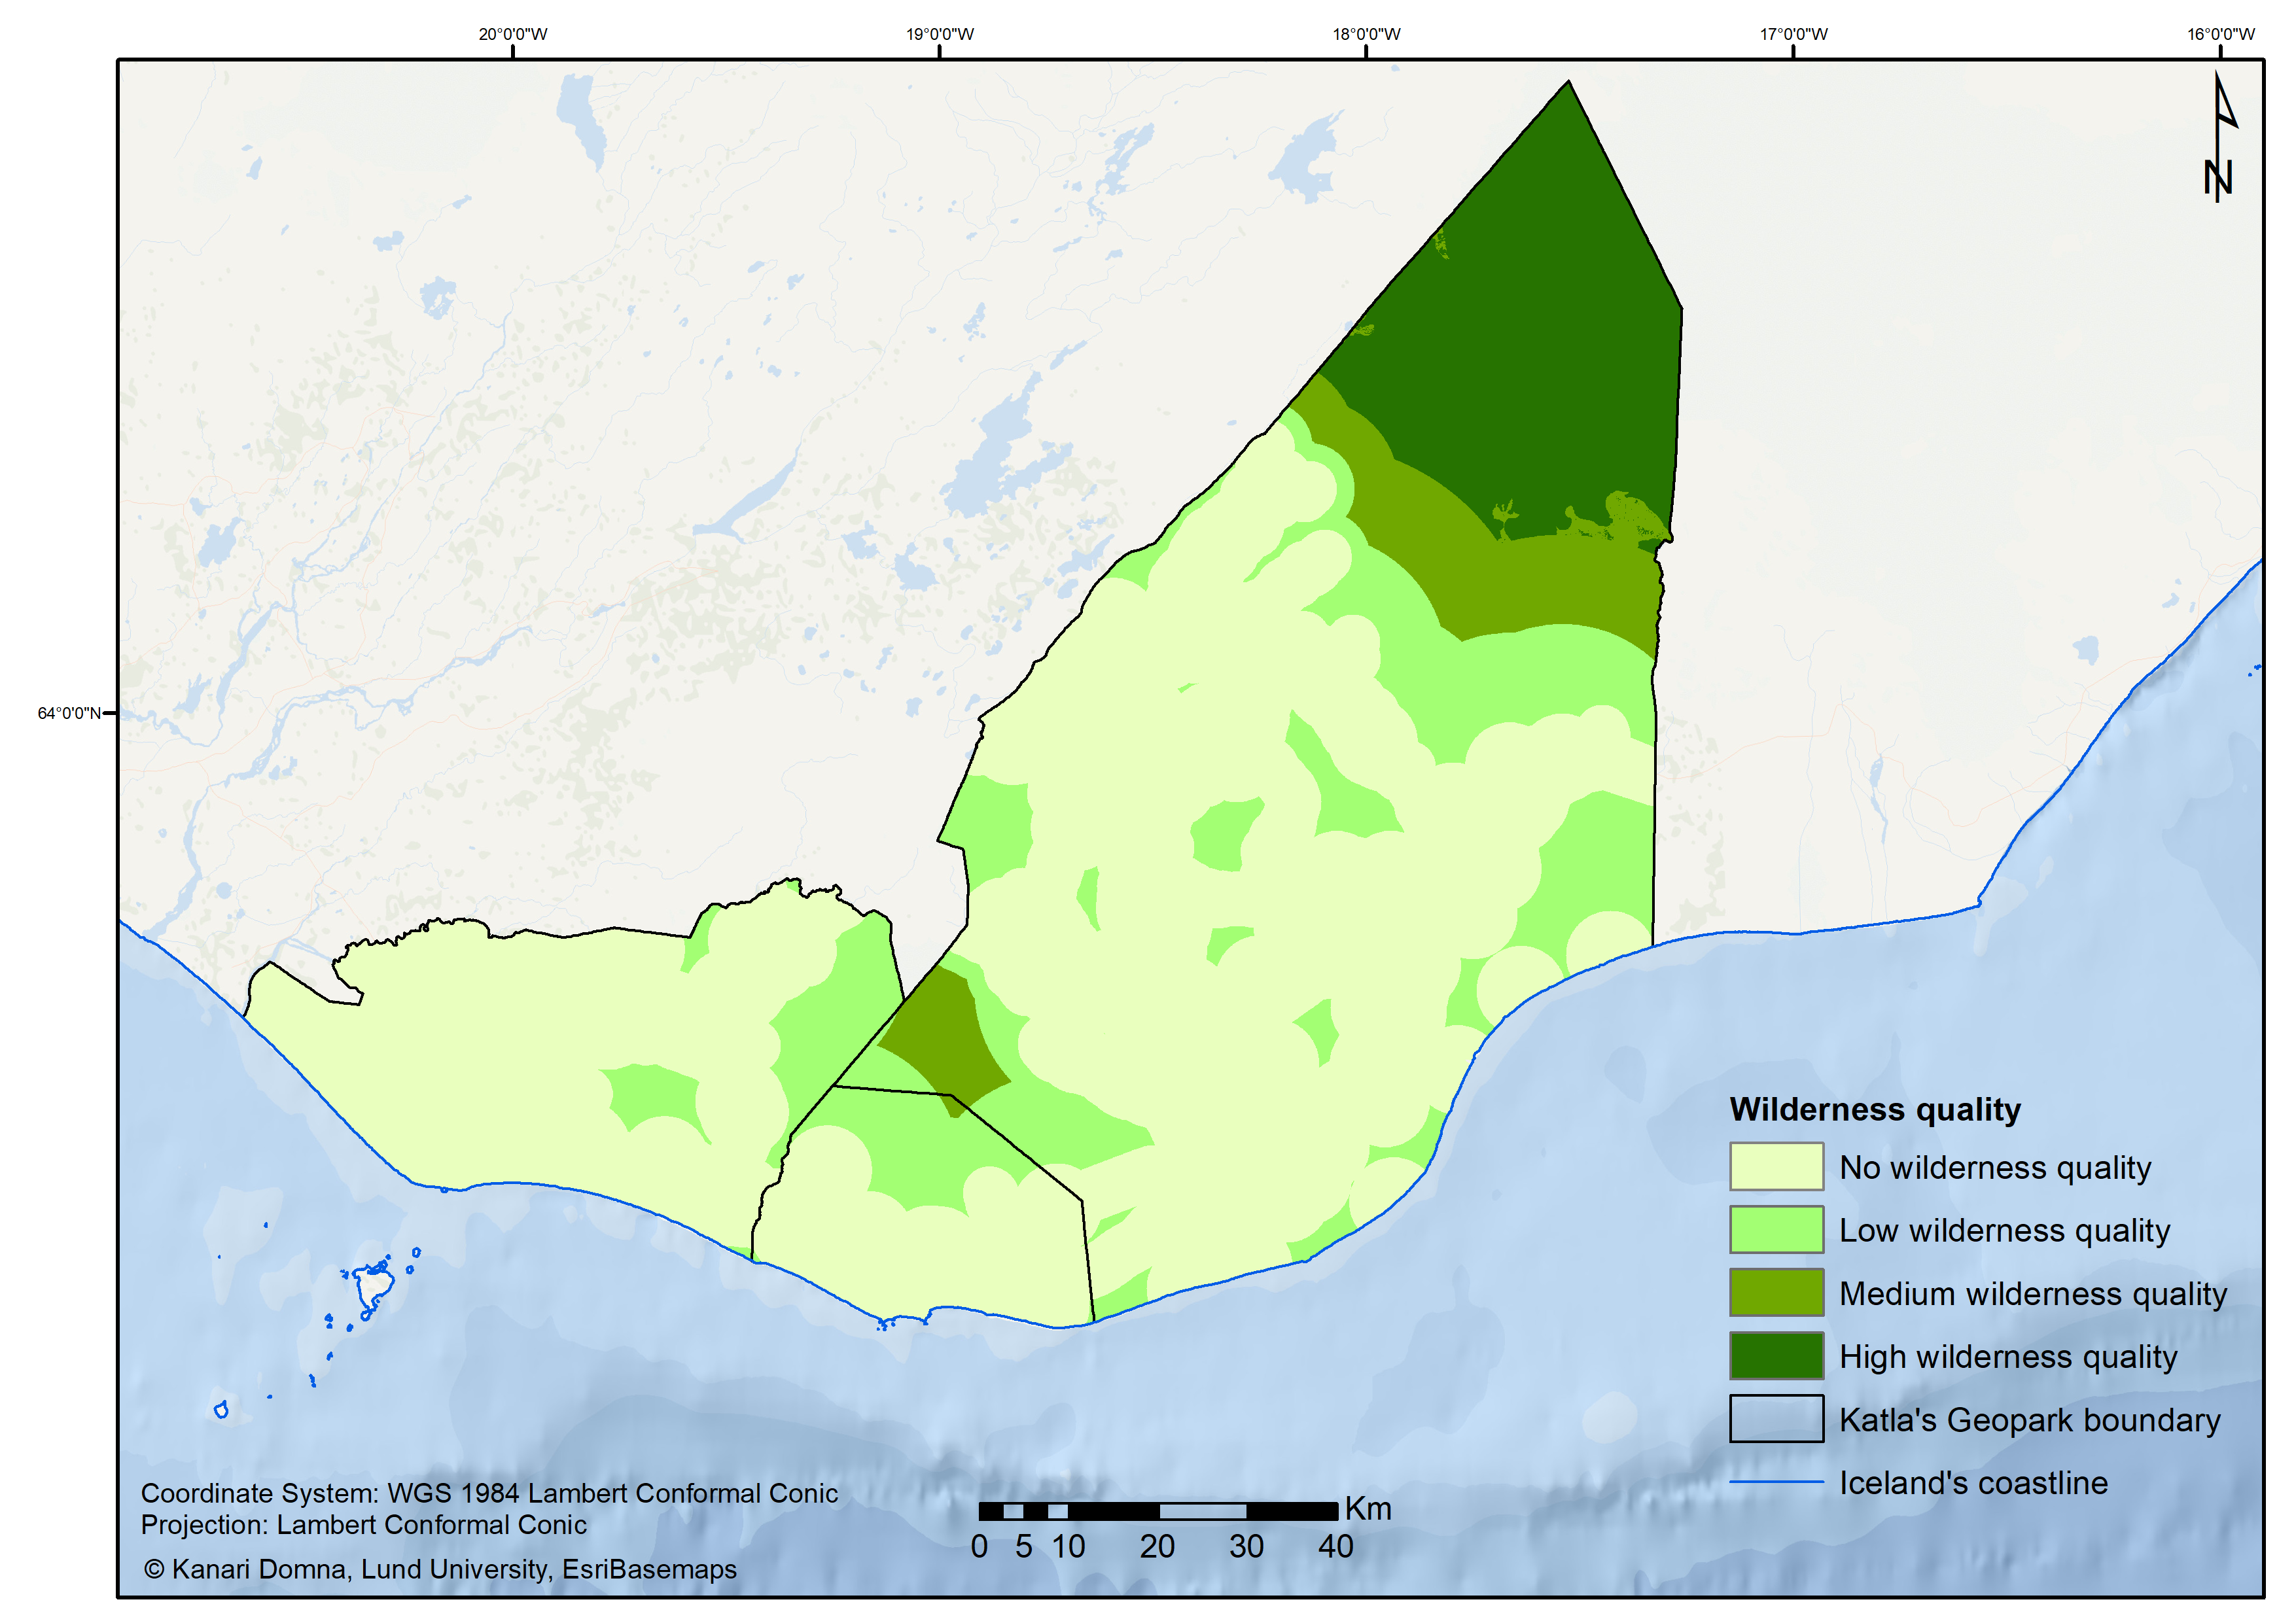 20°0'0"W 19°0'0"W 18°0'0"W 17°0'0"W 16°0'0"W
N
64°0'0"N
Wilderness quality
No wilderness quality
Low wilderness quality
Medium wilderness quality
High wilderness quality
Katla's Geopark boundary
Iceland's coastline
Coordinate System: WGS 1984 Lambert Conformal Conic
Projection: Lambert Conformal Conic
© Kanari Domna, Lund University, EsriBasemaps
Km
0 5 10 20 30 40